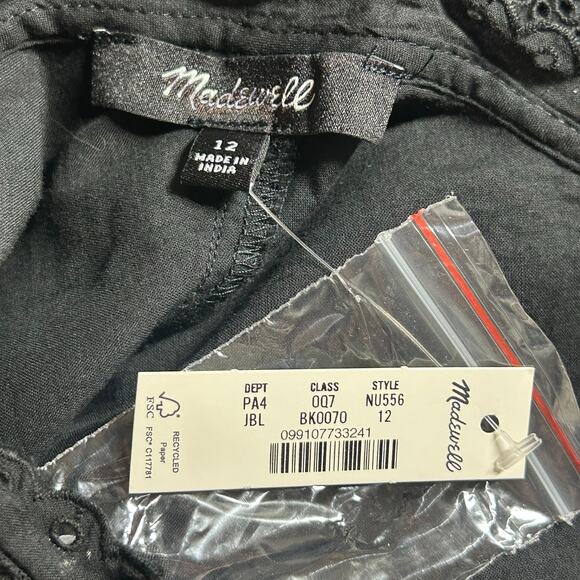 Madewell
12
MADE IN
INDIA
DEPT CLASS STYLE
PA4 0Q7 NU556
JBL BK0070 12
099107733241
Madewell
FSC
FSC® C117781
RECYCLED
Paper